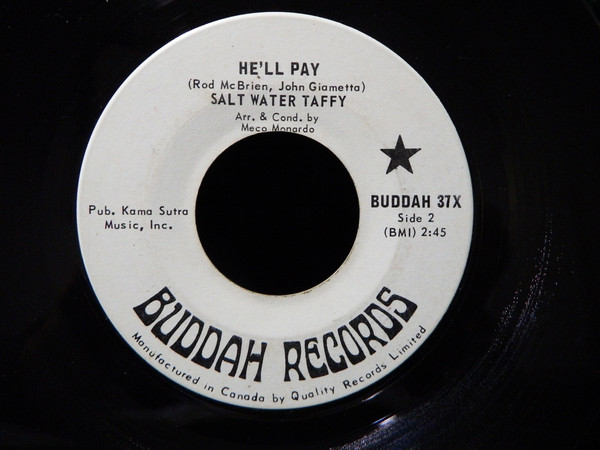 HE'LL PAY
(Rod McBrien, John Giametta)
SALT WATER TAFFY
Arr. & Cond. by
Meco Monardo
BUDDAH 37X
Side 2
(BMI) 2:45
Pub. Kama Sutra
Music, Inc.
BUDDAH RECORDS
Manufactured in Canada by Quality Records Limited